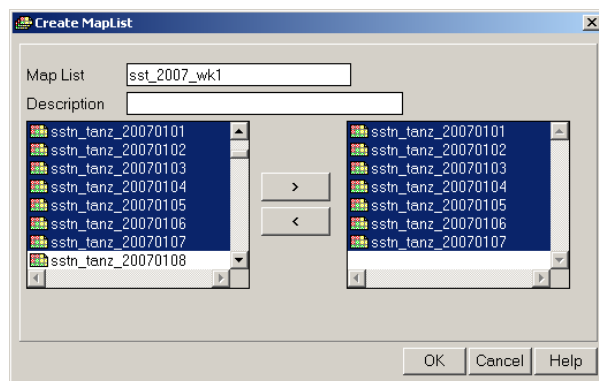 Create MapList
Map List
sst_2007_wk1
Description
sstn_tanz_20070101
sstn_tanz_20070102
sstn_tanz_20070103
sstn_tanz_20070104
sstn_tanz_20070105
sstn_tanz_20070106
sstn_tanz_20070107
sstn_tanz_20070108
>
<
sstn_tanz_20070101
sstn_tanz_20070102
sstn_tanz_20070103
sstn_tanz_20070104
sstn_tanz_20070105
sstn_tanz_20070106
sstn_tanz_20070107
OK Cancel Help